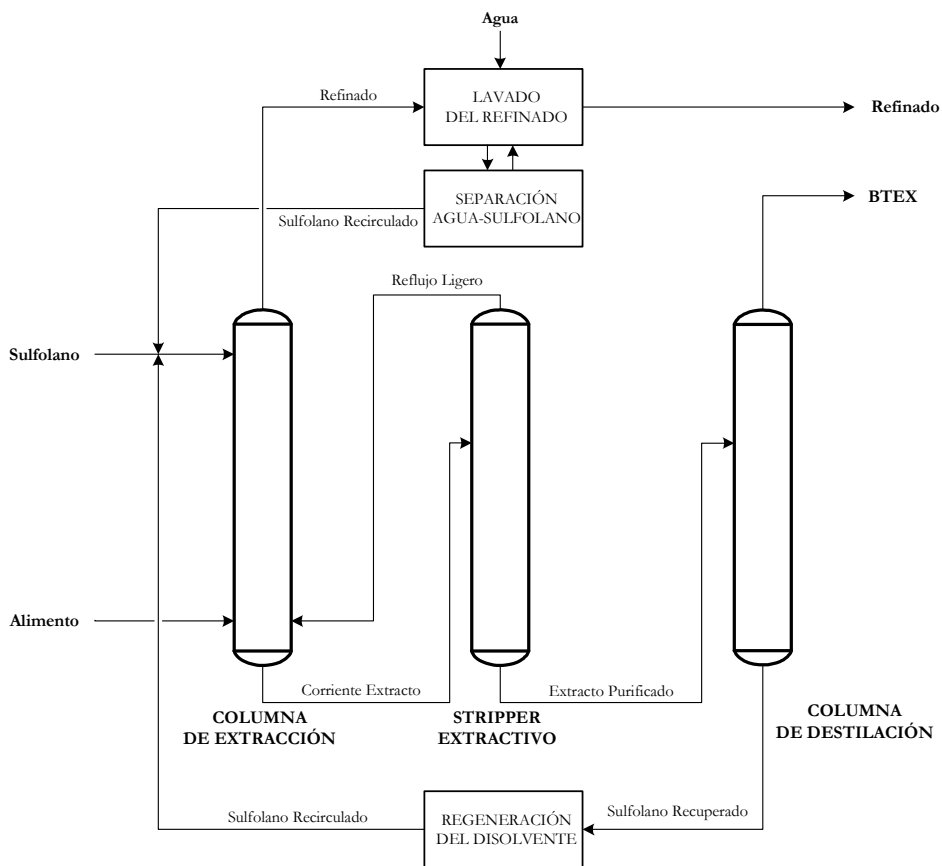 Agua
Refinado
LAVADO
DEL REFINADO
Refinado
SEPARACIÓN
AGUA-SULFOLANO
Sulfolano Recirculado
BTEX
Reflujo Ligero
Sulfolano
Alimento
Corriente Extracto
Extracto Purificado
COLUMNA
DE EXTRACCIÓN
STRIPPER
EXTRACTIVO
COLUMNA
DE DESTILACIÓN
Sulfolano Recirculado
REGENERACIÓN
DEL DISOLVENTE
Sulfolano Recuperado